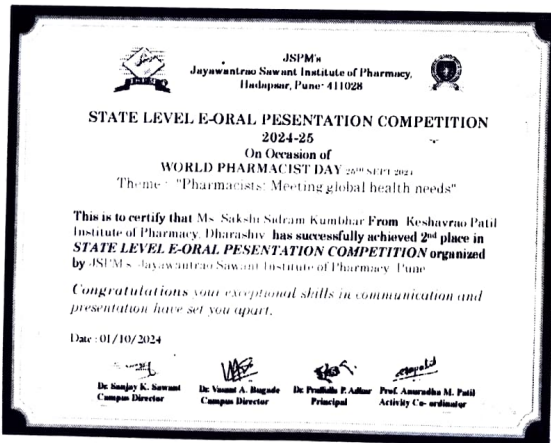 JSPM's
Jayawantrao Sawant Institute of Pharmacy,
Hadapsar, Pune- 411028
STATE LEVEL E-ORAL PESENTATION COMPETITION
2024-25
On Occasion of
WORLD PHARMACIST DAY 25TH SEPT 2024
Theme : "Pharmacists: Meeting global health needs"
This is to certify that Ms. Sakshi Sidram Kumbhar From Keshavrao Patil
Institute of Pharmacy, Dharashiv has successfully achieved 2nd place in
STATE LEVEL E-ORAL PESENTATION COMPETITION organized
by JSPM's Jayawantrao Sawant Institute of Pharmacy Pune
Congratulations your exceptional skills in communication and
presentation have set you apart.
Date : 01/10/2024
Dr. Sanjay K. Sawant Dr. Vasant A. Bugade Dr. P. Adkar Prof. Anuradha M. Patil
Campus Director Campus Director Principal Activity Co-ordinator